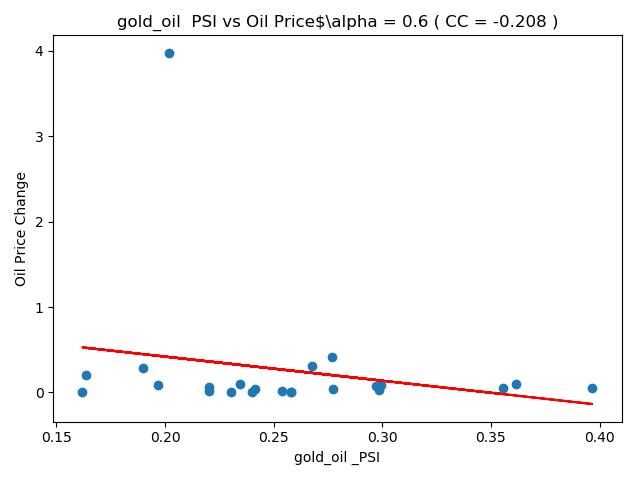 gold_oil  PSI vs Oil Price$\alpha = 0.6 ( CC = -0.208 )
4
3
2
1
0
Oil Price Change
0.15 0.20 0.25 0.30 0.35 0.40
gold_oil _PSI